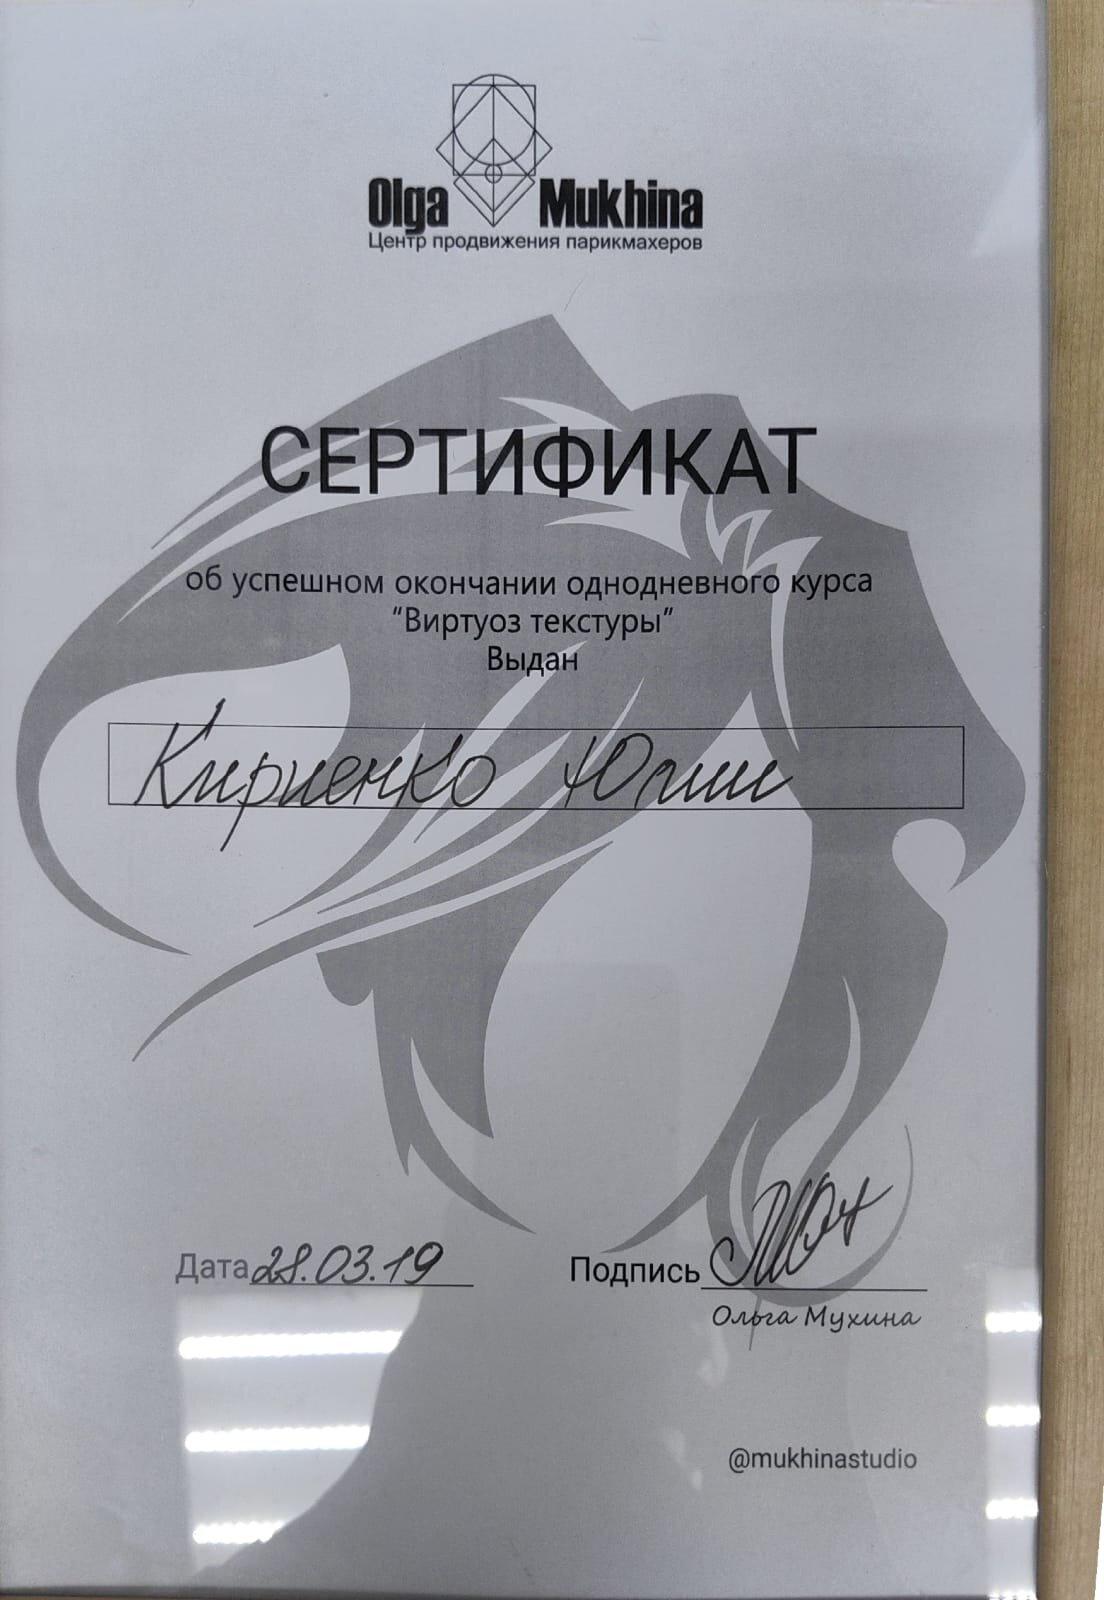 Olga Mukhina
Центр продвижения парикмахеров
СЕРТИФИКАТ
об успешном окончании однодневного курса
"Виртуоз текстуры"
Выдан
Кириенко Юлии
Дата 28.03.19
Подпись
Ольга Мухина
@mukhinastudio